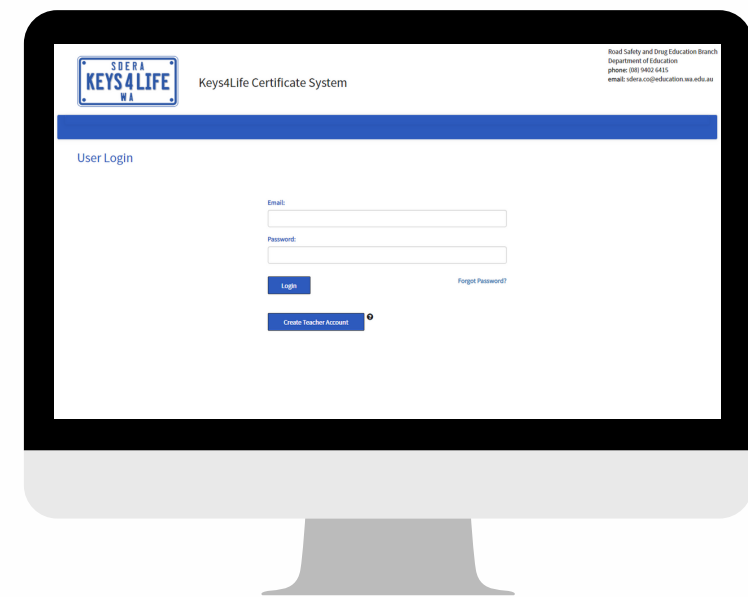 SDERA
KEYS4LIFE
WA
Keys4Life Certificate System
Road Safety and Drug Education Branch
Department of Education
phone: (08) 9402 6415
email: sdera.co@education.wa.edu.au
User Login
Email:
Password:
Login
Forgot Password?
Create Teacher Account